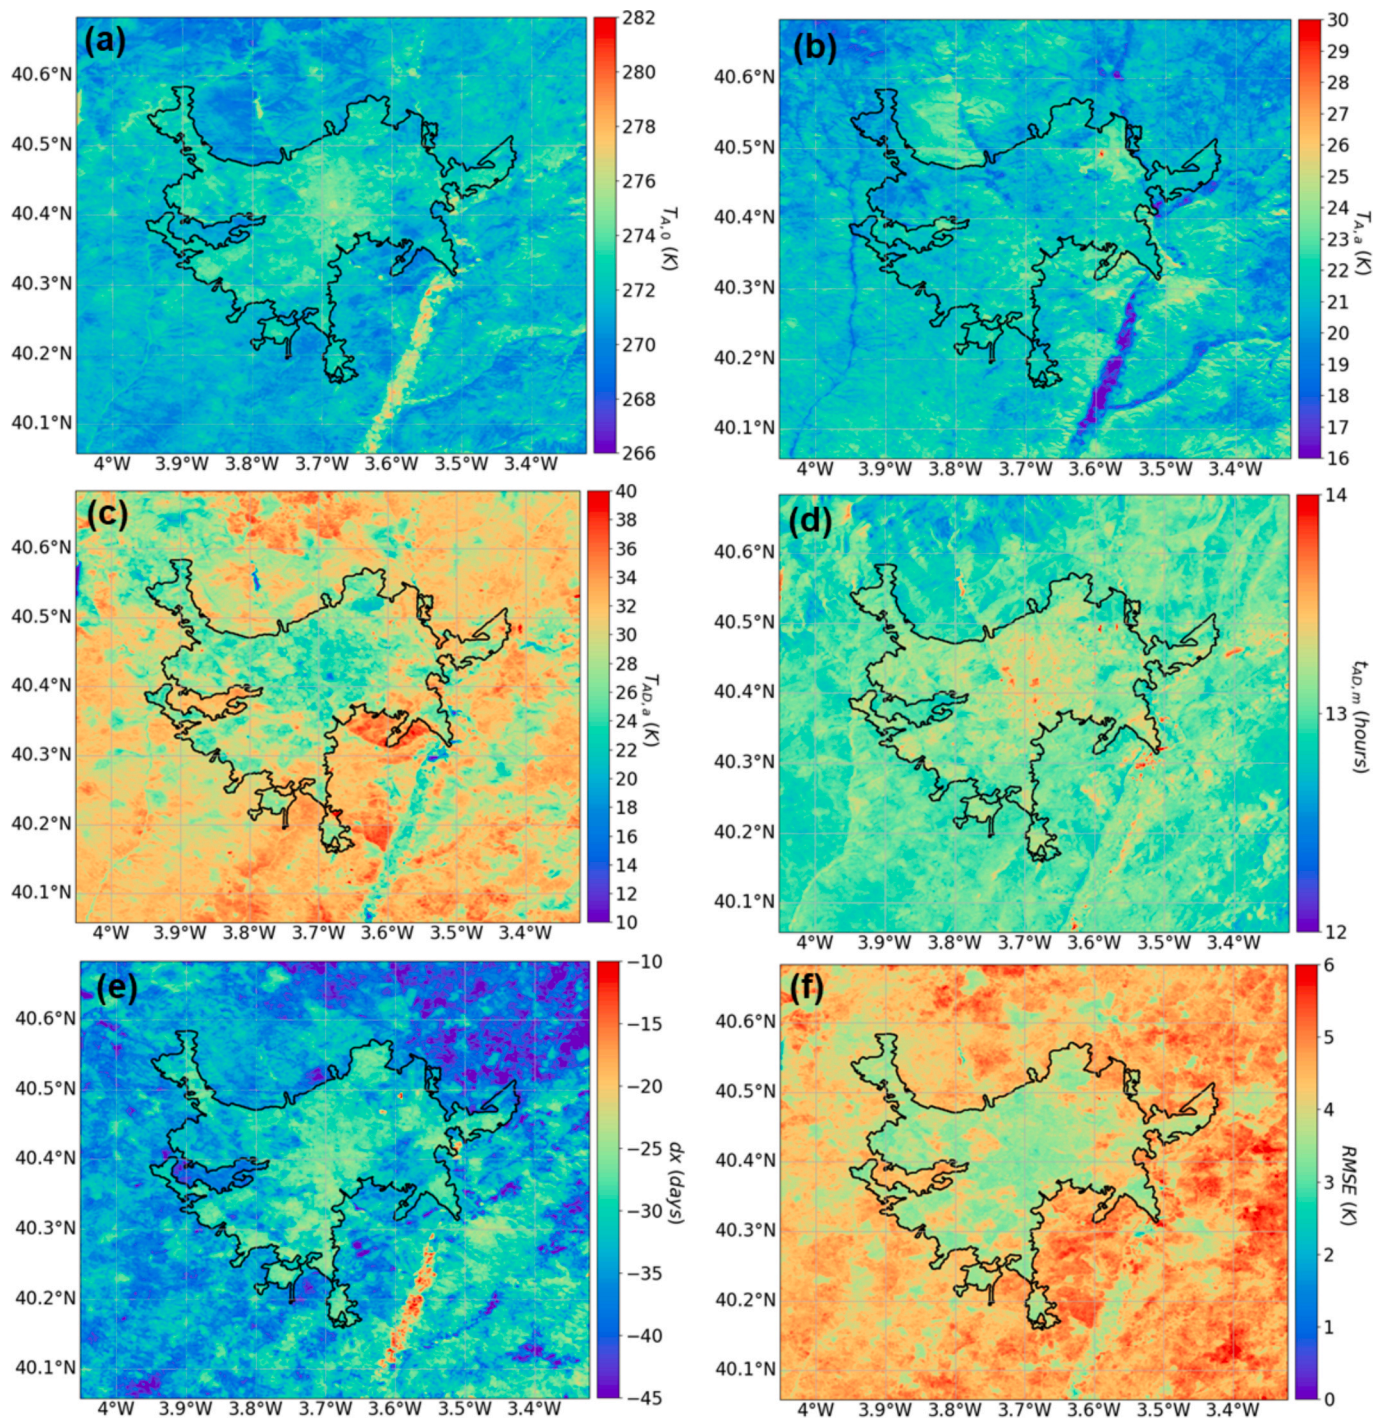 (a)
40.6°N
40.5°N
40.4°N
40.3°N
40.2°N
40.1°N
4°W 3.9°W 3.8°W 3.7°W 3.6°W 3.5°W 3.4°W
282
280
278
276
274
272
270
268
266
T_A,0 (K)
(b)
40.6°N
40.5°N
40.4°N
40.3°N
40.2°N
40.1°N
4°W 3.9°W 3.8°W 3.7°W 3.6°W 3.5°W 3.4°W
30
29
28
27
26
25
24
23
22
21
20
19
18
17
16
T_A,a (K)
(c)
40.6°N
40.5°N
40.4°N
40.3°N
40.2°N
40.1°N
4°W 3.9°W 3.8°W 3.7°W 3.6°W 3.5°W 3.4°W
40
38
36
34
32
30
28
26
24
22
20
18
16
14
12
10
T_AD,a (K)
(d)
40.6°N
40.5°N
40.4°N
40.3°N
40.2°N
40.1°N
4°W 3.9°W 3.8°W 3.7°W 3.6°W 3.5°W 3.4°W
14
13
12
t_AD,m (hours)
(e)
40.6°N
40.5°N
40.4°N
40.3°N
40.2°N
40.1°N
4°W 3.9°W 3.8°W 3.7°W 3.6°W 3.5°W 3.4°W
−10
−15
−20
−25
−30
−35
−40
−45
dx (days)
(f)
40.6°N
40.5°N
40.4°N
40.3°N
40.2°N
40.1°N
4°W 3.9°W 3.8°W 3.7°W 3.6°W 3.5°W 3.4°W
6
5
4
3
2
1
0
RMSE (K)